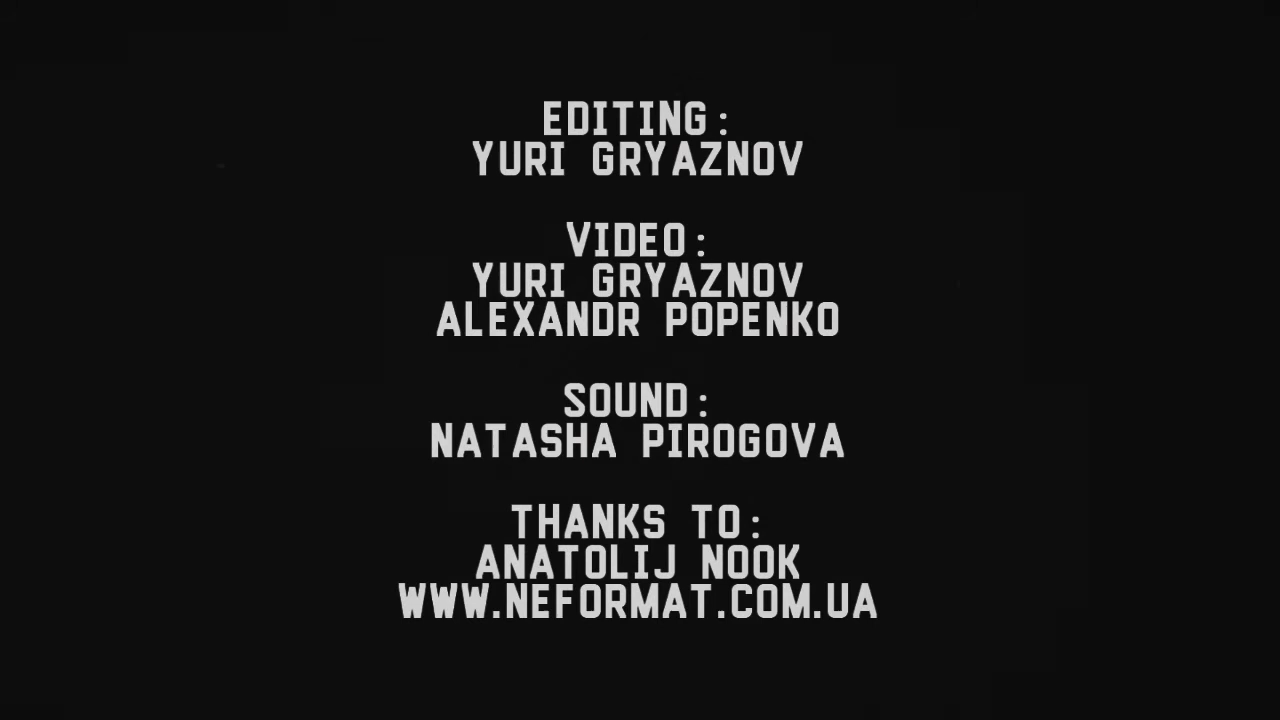 EDITING:
YURI GRYAZNOV
VIDEO:
YURI GRYAZNOV
ALEXANDR POPENKO
SOUND:
NATASHA PIROGOVA
THANKS TO:
ANATOLIJ NOOK
WWW.NEFORMAT.COM.UA